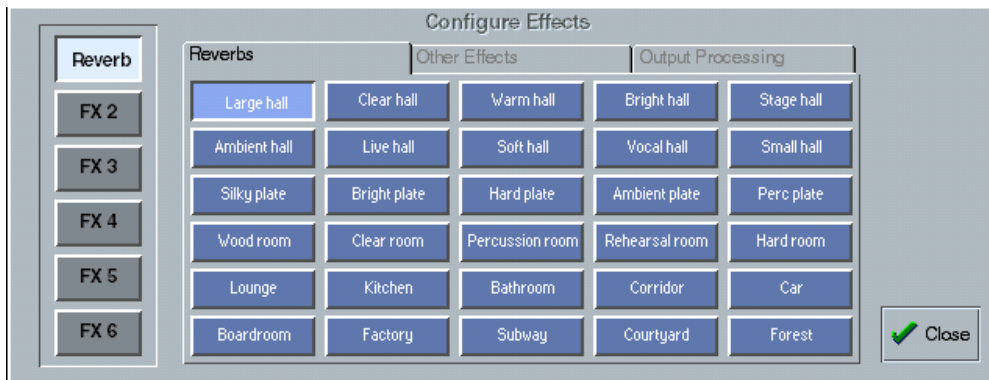 Configure Effects
Reverb
FX 2
FX 3
FX 4
FX 5
FX 6
Reverbs Other Effects Output Processing
Large hall Clear hall Warm hall Bright hall Stage hall
Ambient hall Live hall Soft hall Vocal hall Small hall
Silky plate Bright plate Hard plate Ambient plate Perc plate
Wood room Clear room Percussion room Rehearsal room Hard room
Lounge Kitchen Bathroom Corridor Car
Boardroom Factory Subway Courtyard Forest
Close